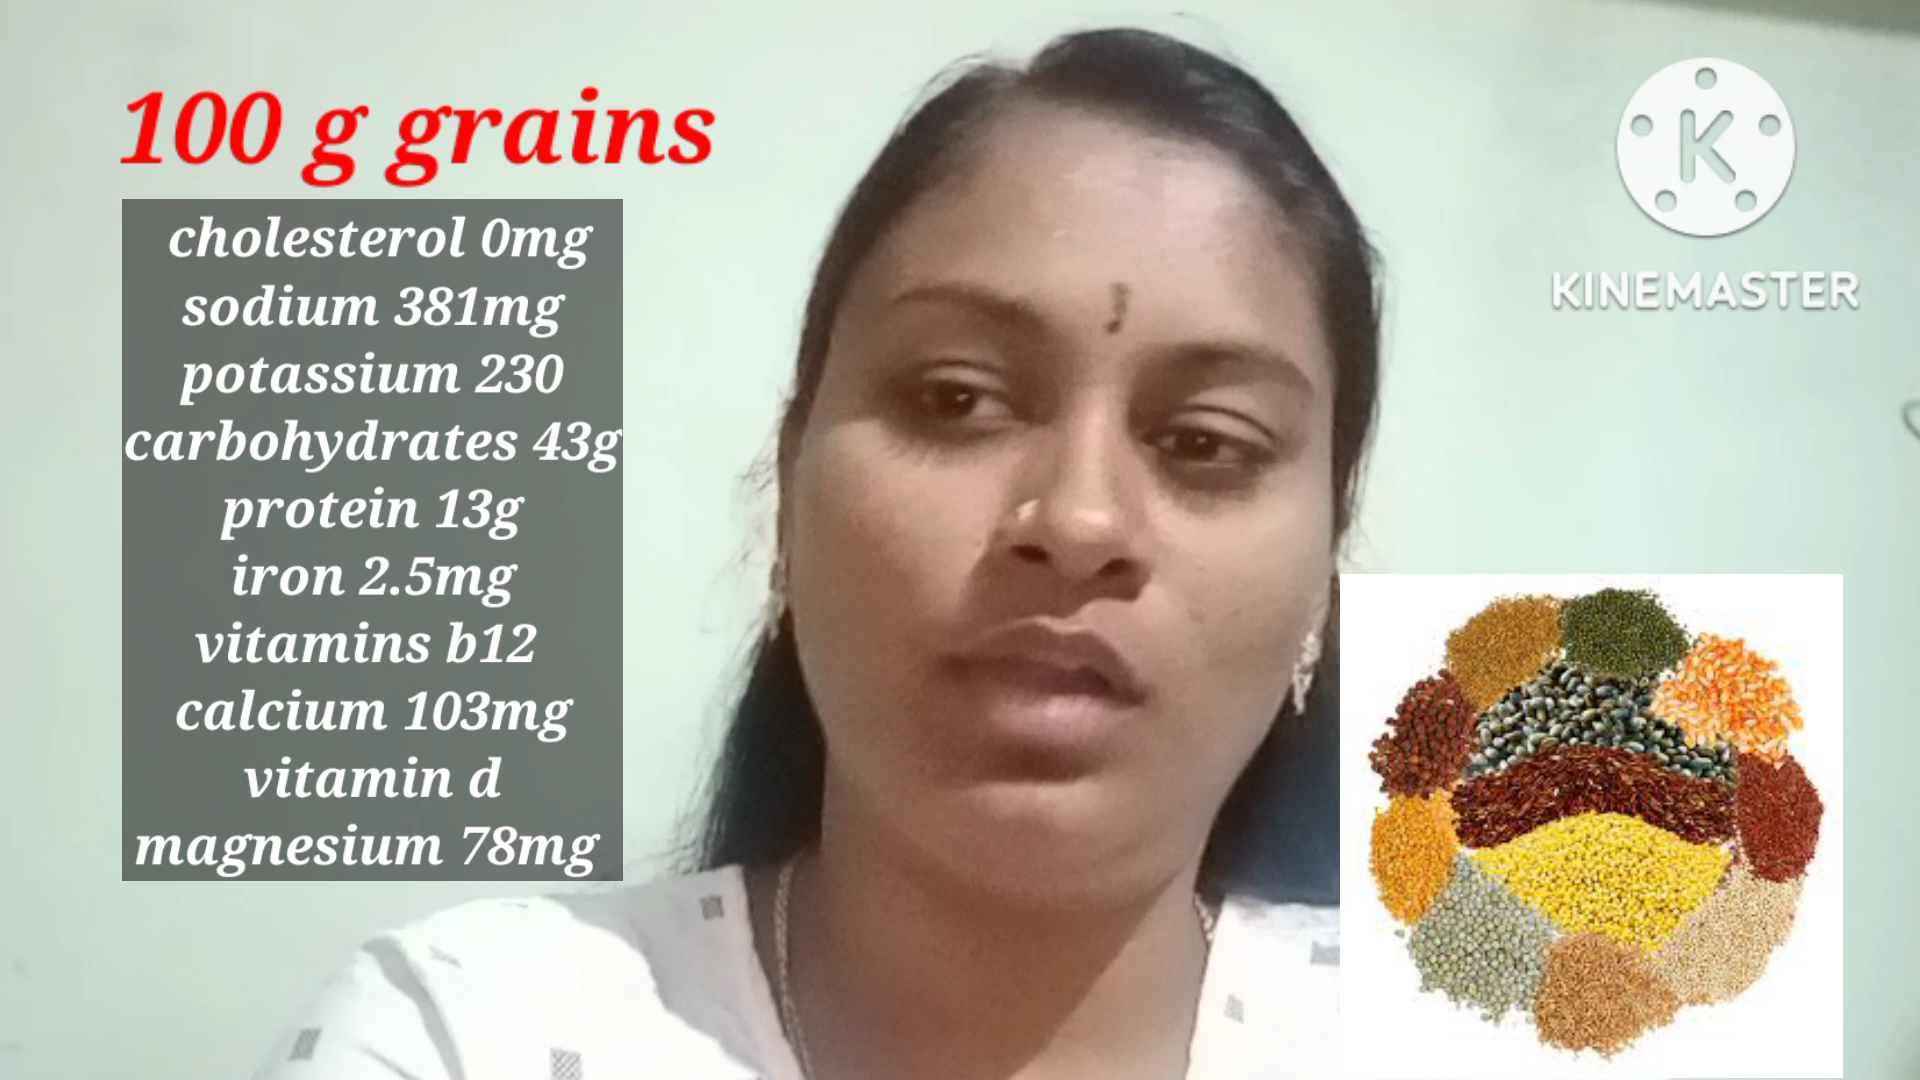 100 g grains
cholesterol 0mg
sodium 381mg
potassium 230
carbohydrates 43g
protein 13g
iron 2.5mg
vitamins b12
calcium 103mg
vitamin d
magnesium 78mg
K
KINEMASTER